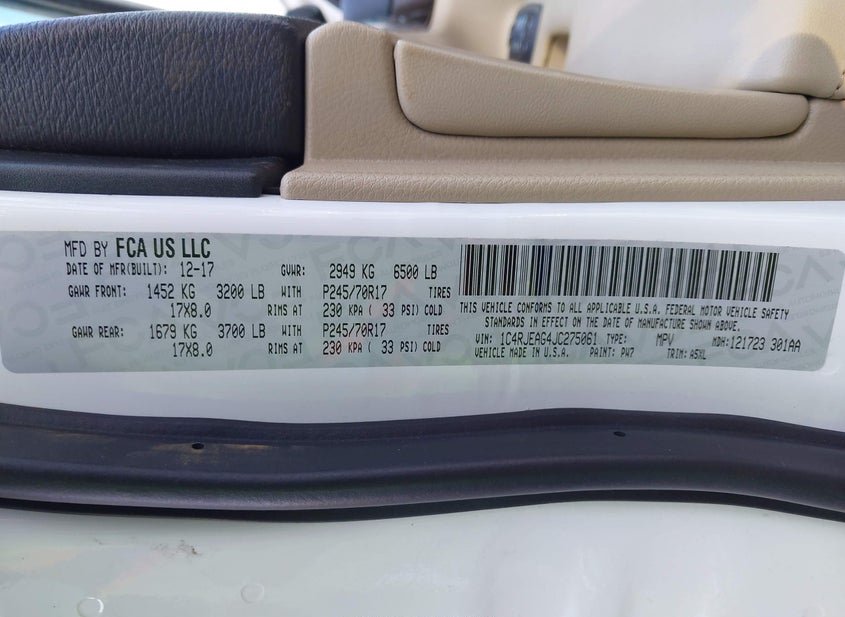 MFD BY FCA US LLC
DATE OF MFR(BUILT): 12-17 GVWR: 2949 KG 6500 LB
GAWR FRONT: 1452 KG 3200 LB WITH P245/70R17 TIRES
17X8.0 RIMS AT 230 KPA ( 33 PSI) COLD
GAWR REAR: 1679 KG 3700 LB WITH P245/70R17 TIRES
17X8.0 RIMS AT 230 KPA ( 33 PSI) COLD
THIS VEHICLE CONFORMS TO ALL APPLICABLE U.S.A. FEDERAL MOTOR VEHICLE SAFETY
STANDARDS IN EFFECT ON THE DATE OF MANUFACTURE SHOWN ABOVE.
VIN: 1C4RJEAG4JC275061 TYPE: MPV MDH: 121723 301AA
VEHICLE MADE IN U.S.A. PAINT: PW7 TRIM: A5XL